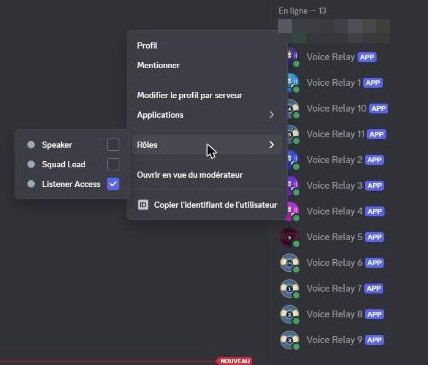 En ligne — 13
Profil
Mentionner
Modifier le profil par serveur
Applications
Rôles
Ouvrir en vue du modérateur
ID Copier l'identifiant de l'utilisateur
Speaker
Squad Lead
Listener Access
Voice Relay APP
Voice Relay 1 APP
Voice Relay 10 APP
Voice Relay 11 APP
Voice Relay 2 APP
Voice Relay 3 APP
Voice Relay 4 APP
Voice Relay 5 APP
Voice Relay 6 APP
Voice Relay 7 APP
Voice Relay 8 APP
Voice Relay 9 APP
NOUVEAU